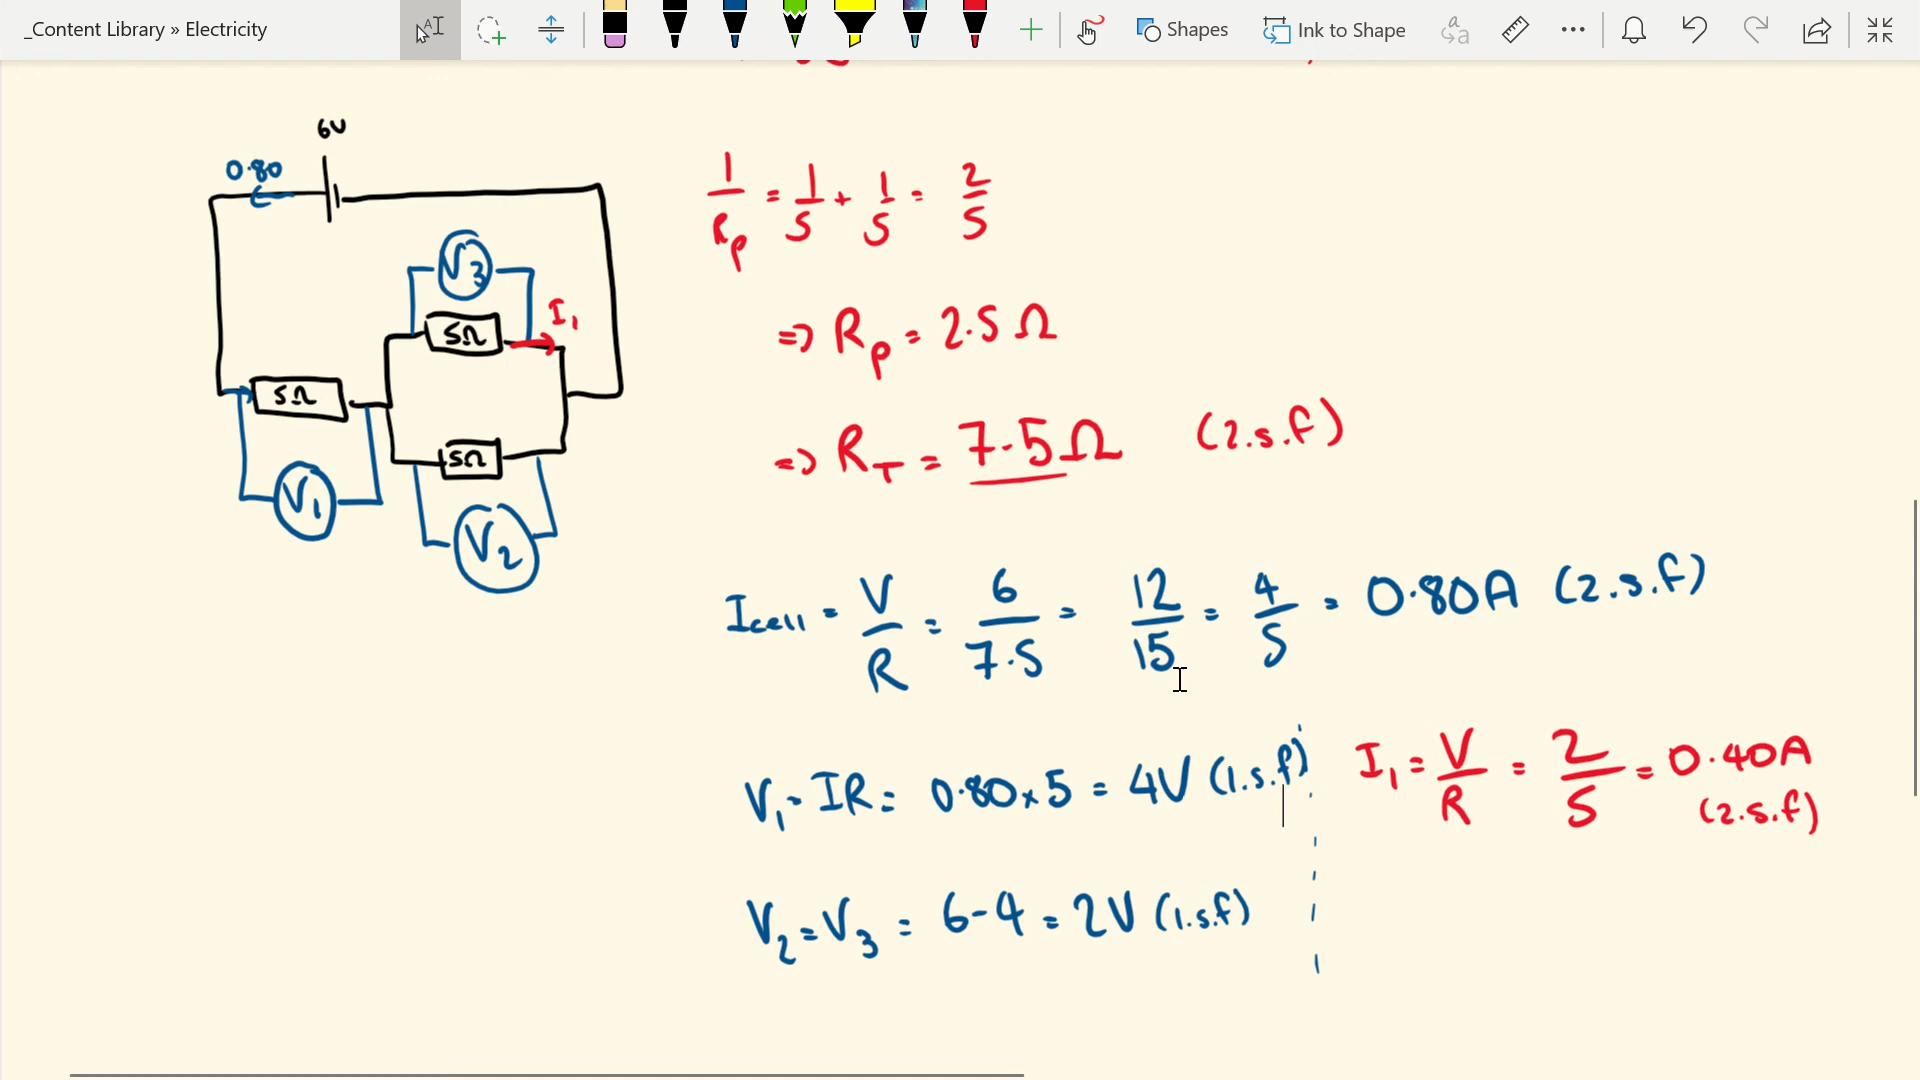 _Content Library » Electricity
Shapes
Ink to Shape
6V
0.80
V3
I1
5Ω
5Ω
5Ω
V1
V2
1/Rp = 1/5 + 1/5 = 2/5
=> Rp = 2.5 Ω
=> RT = 7.5Ω (2.s.f)
Icell = V/R = 6/7.5 = 12/15 = 4/5 = 0.80A (2.s.f)
V1 = IR = 0.80 x 5 = 4V (1.s.f)
I1 = V/R = 2/5 = 0.40A
(2.s.f)
V2 = V3 = 6-4 = 2V (1.s.f)